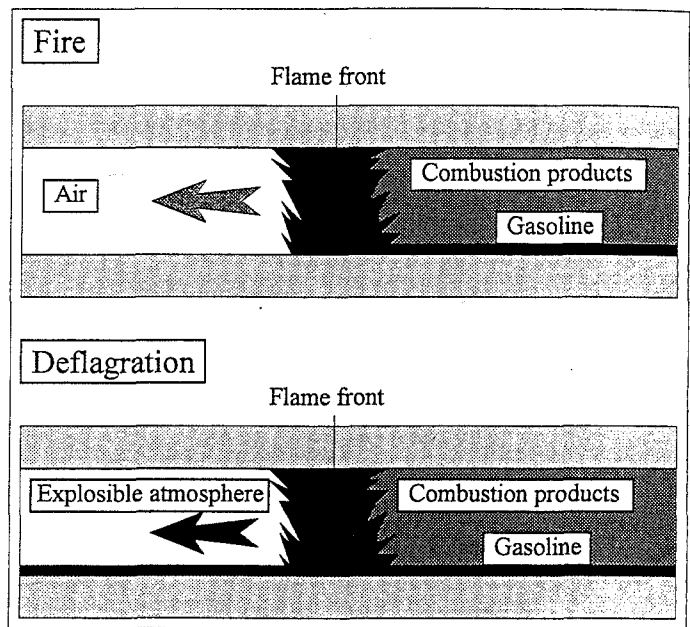 Fire
Flame front
Combustion products
Air
Gasoline
Deflagration
Flame front
Explosible atmosphere
Combustion products
Gasoline